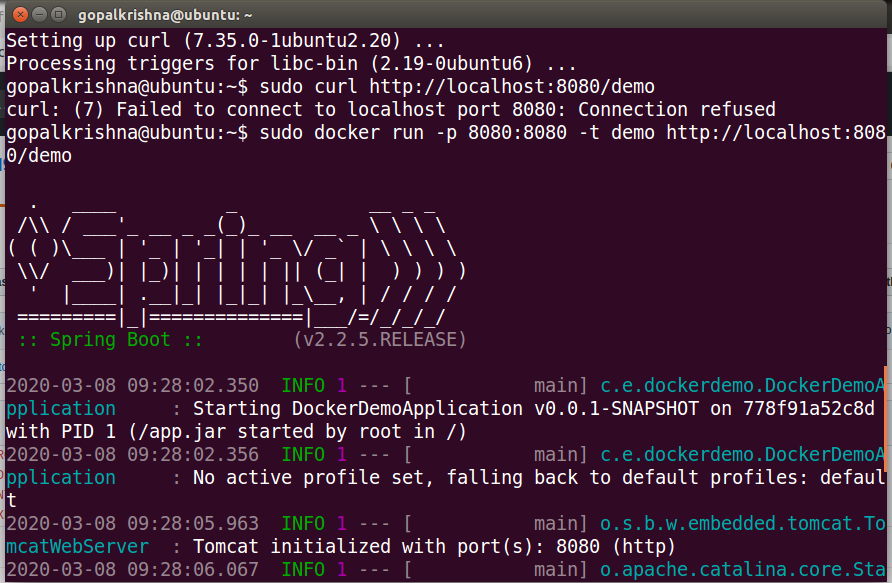 gopalkrishna@ubuntu: ~
Setting up curl (7.35.0-1ubuntu2.20) ...
Processing triggers for libc-bin (2.19-0ubuntu6) ...
gopalkrishna@ubuntu:~$ sudo curl http://localhost:8080/demo
curl: (7) Failed to connect to localhost port 8080: Connection refused
gopalkrishna@ubuntu:~$ sudo docker run -p 8080:8080 -t demo http://localhost:808
0/demo
  .   ____          _            __ _ _
 /\\ / ___'_ __ _ _(_)_ __  __ _ \ \ \ \
( ( )\___ | '_ | '_| | '_ \/ _` | \ \ \ \
 \\/  ___)| |_)| | | | | || (_| |  ) ) ) )
  '  |____| .__|_| |_|_| |_\__, | / / / /
 =========|_|==============|___/=/_/_/_/
 :: Spring Boot ::        (v2.2.5.RELEASE)
2020-03-08 09:28:02.350  INFO 1 --- [           main] c.e.dockerdemo.DockerDemoA
pplication     : Starting DockerDemoApplication v0.0.1-SNAPSHOT on 778f91a52c8d
with PID 1 (/app.jar started by root in /)
2020-03-08 09:28:02.356  INFO 1 --- [           main] c.e.dockerdemo.DockerDemoA
pplication     : No active profile set, falling back to default profiles: defaul
t
2020-03-08 09:28:05.963  INFO 1 --- [           main] o.s.b.w.embedded.tomcat.To
mcatWebServer  : Tomcat initialized with port(s): 8080 (http)
2020-03-08 09:28:06.067  INFO 1 --- [           main] o.apache.catalina.core.Sta